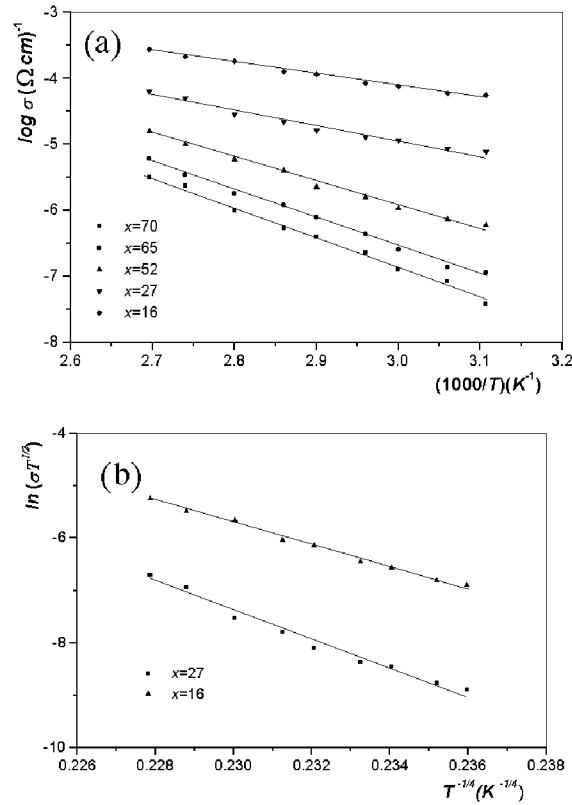 (a)
log σ (Ω cm)⁻¹
-3
-4
-5
-6
-7
-8
x=70
x=65
x=52
x=27
x=16
2.6 2.7 2.8 2.9 3.0 3.1 3.2
(1000/T)(K⁻¹)
(b)
ln (σT^1/2)
-4
-6
-8
-10
x=27
x=16
0.226 0.228 0.230 0.232 0.234 0.236 0.238
T^-1/4(K^-1/4)